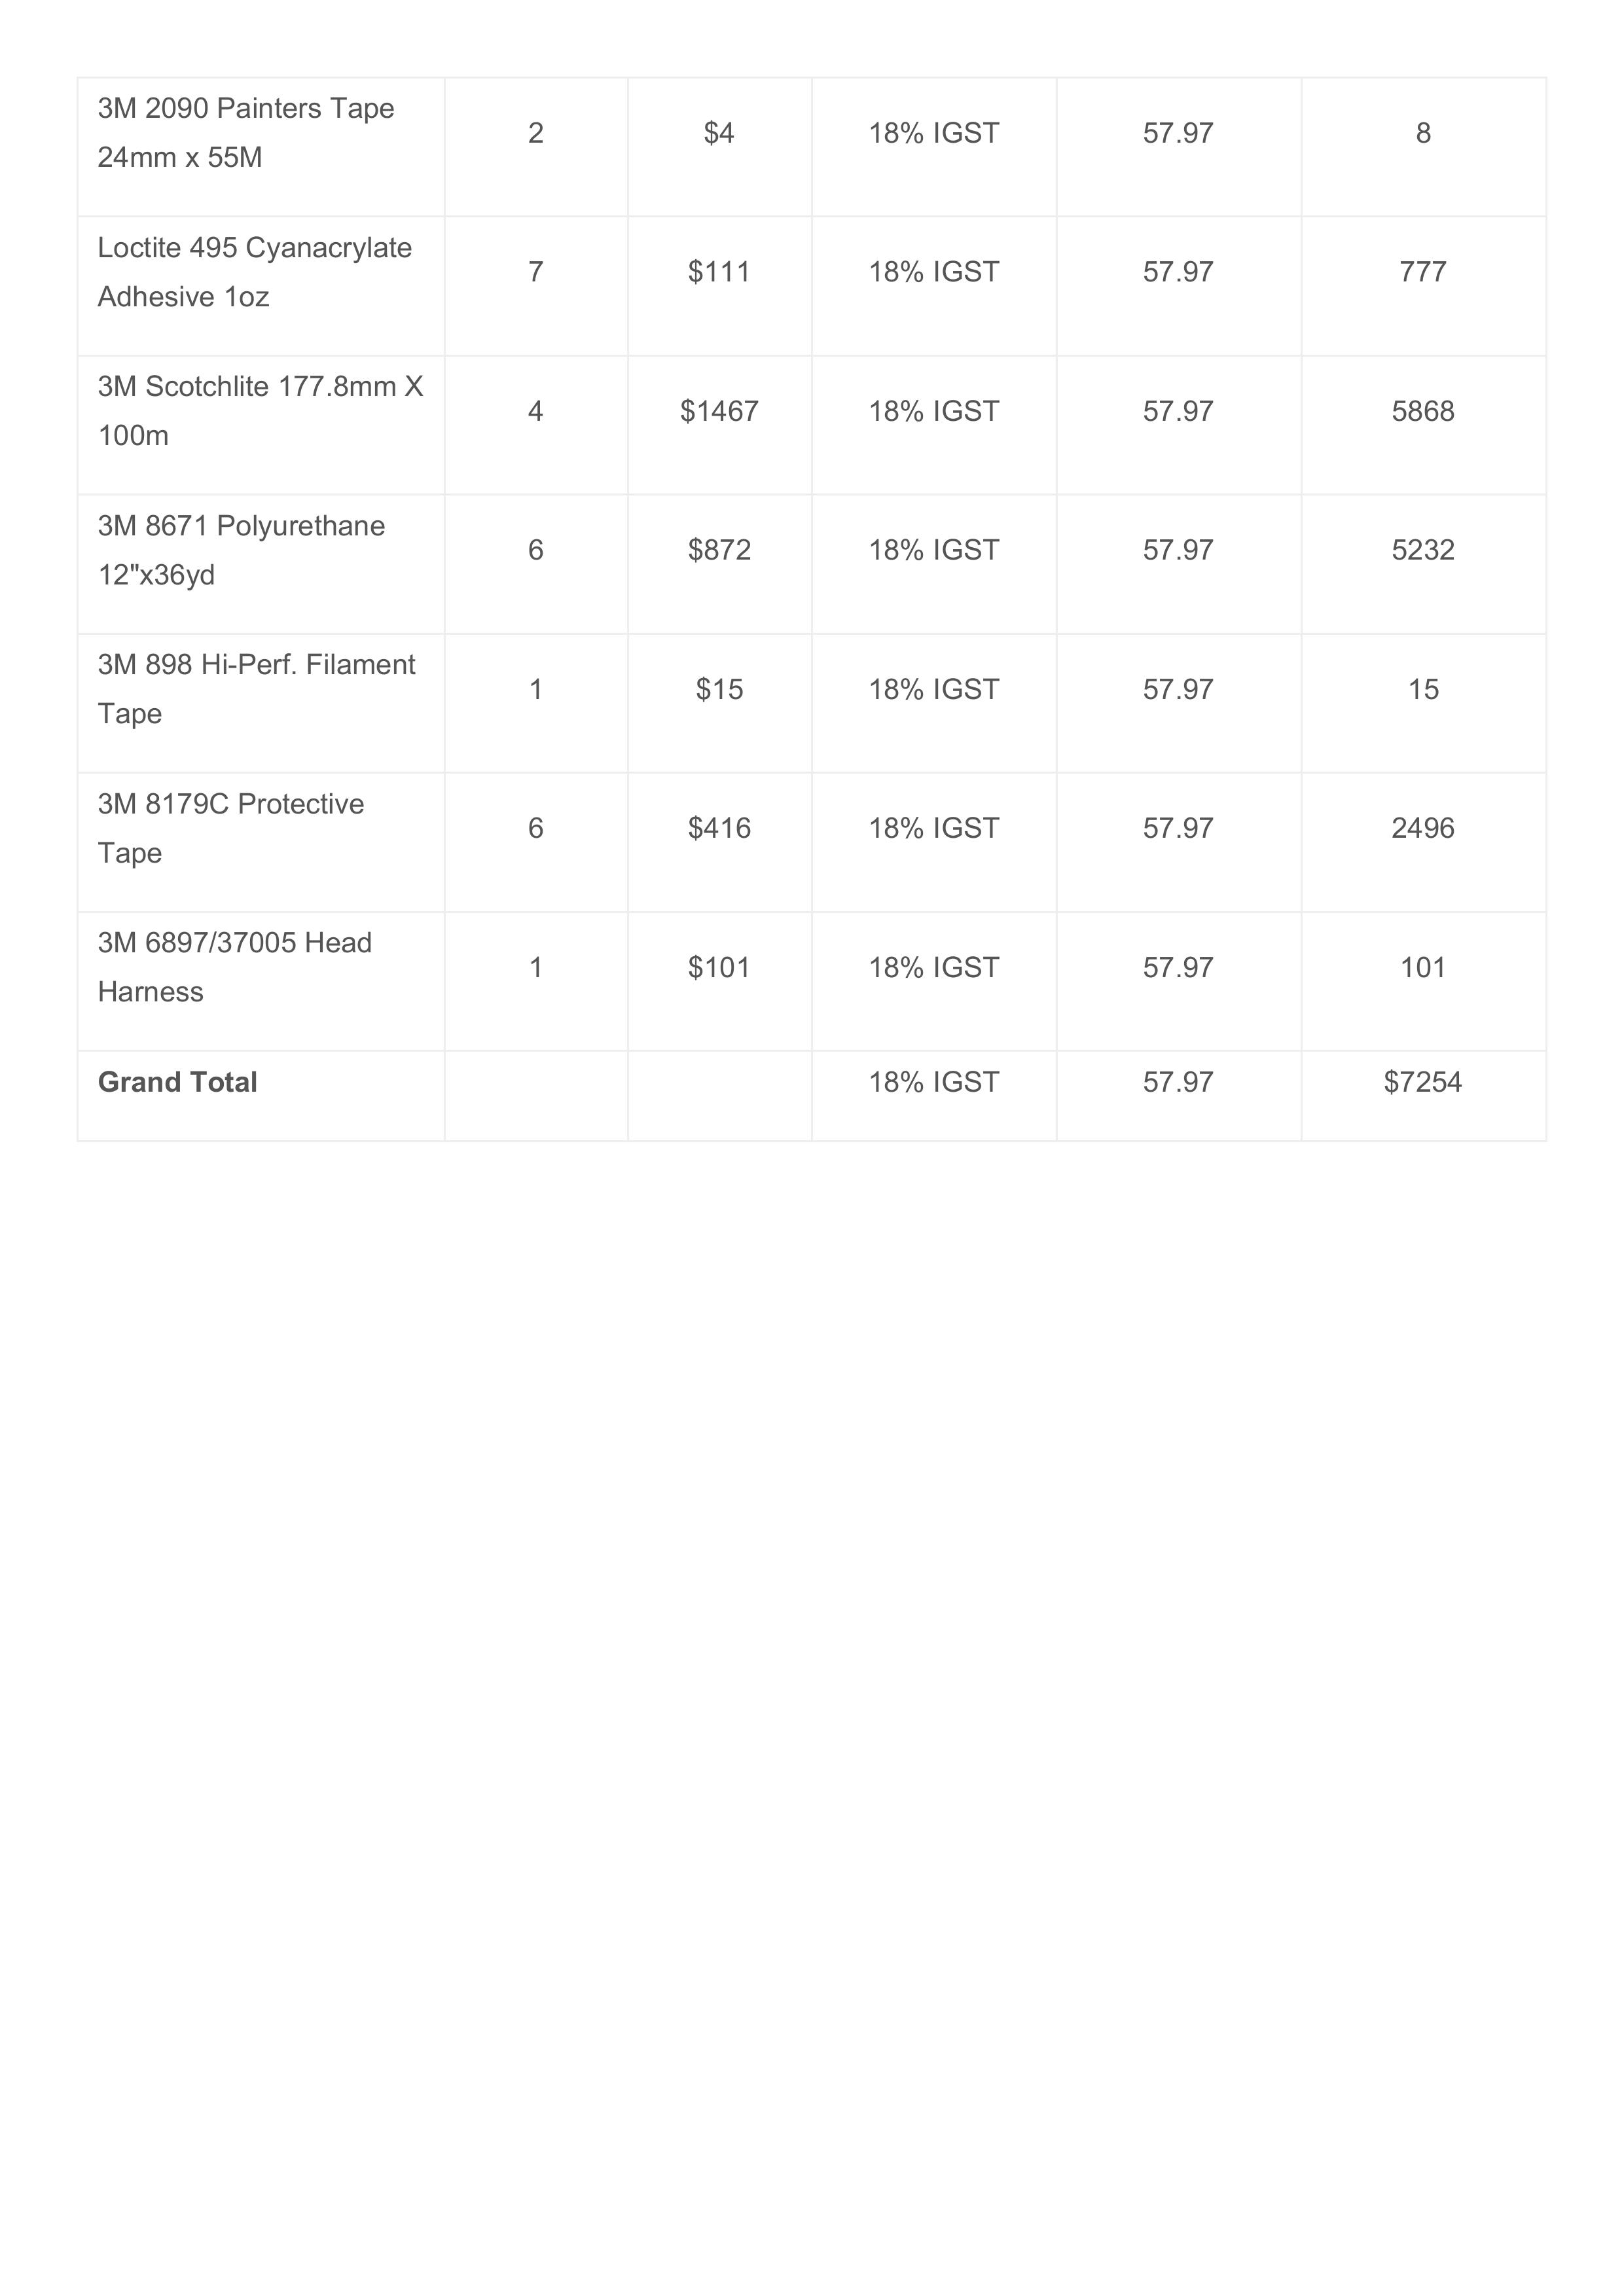 3M 2090 Painters Tape
24mm x 55M
2
$4
18% IGST
57.97
8
Loctite 495 Cyanacrylate
Adhesive 1oz
7
$111
18% IGST
57.97
777
3M Scotchlite 177.8mm X
100m
4
$1467
18% IGST
57.97
5868
3M 8671 Polyurethane
12"x36yd
6
$872
18% IGST
57.97
5232
3M 898 Hi-Perf. Filament
Tape
1
$15
18% IGST
57.97
15
3M 8179C Protective
Tape
6
$416
18% IGST
57.97
2496
3M 6897/37005 Head
Harness
1
$101
18% IGST
57.97
101
Grand Total
18% IGST
57.97
$7254